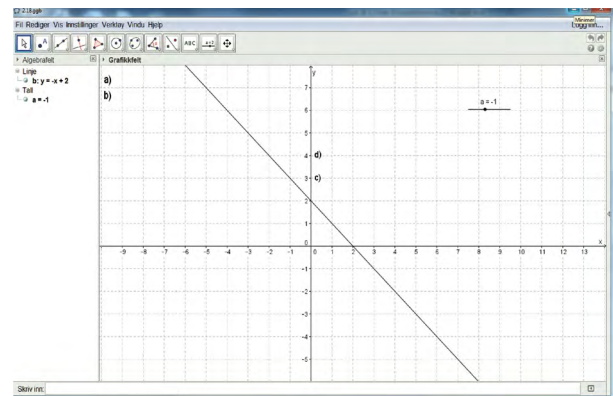 2.18.ggb
Fil Rediger Vis Innstillinger Verktøy Vindu Hjelp
Minimer
Logg inn...
ABC
a=2
Algebrafelt
Grafikkfelt
Linje
b: y = -x + 2
Tall
a = -1
a)
b)
y
a = -1
7
6
5
4 d)
3 c)
2
1
0
x
-9 -8 -7 -6 -5 -4 -3 -2 -1 0 1 2 3 4 5 6 7 8 9 10 11 12 13
-1
-2
-3
-4
-5
Skriv inn: